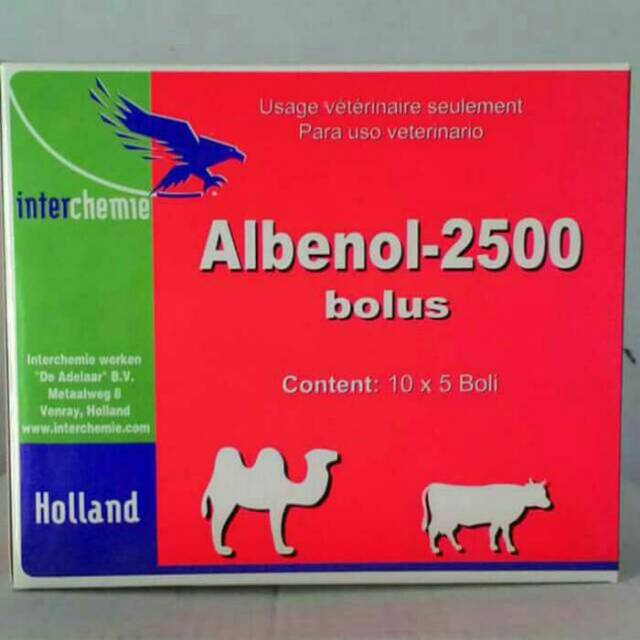 Usage vétérinaire seulement
Para uso veterinario
interchemie
Albenol-2500
bolus
Content: 10 x 5 Boli
Interchemie werken
"De Adelaar" B.V.
Metaalweg 8
Venray, Holland
www.interchemie.com
Holland